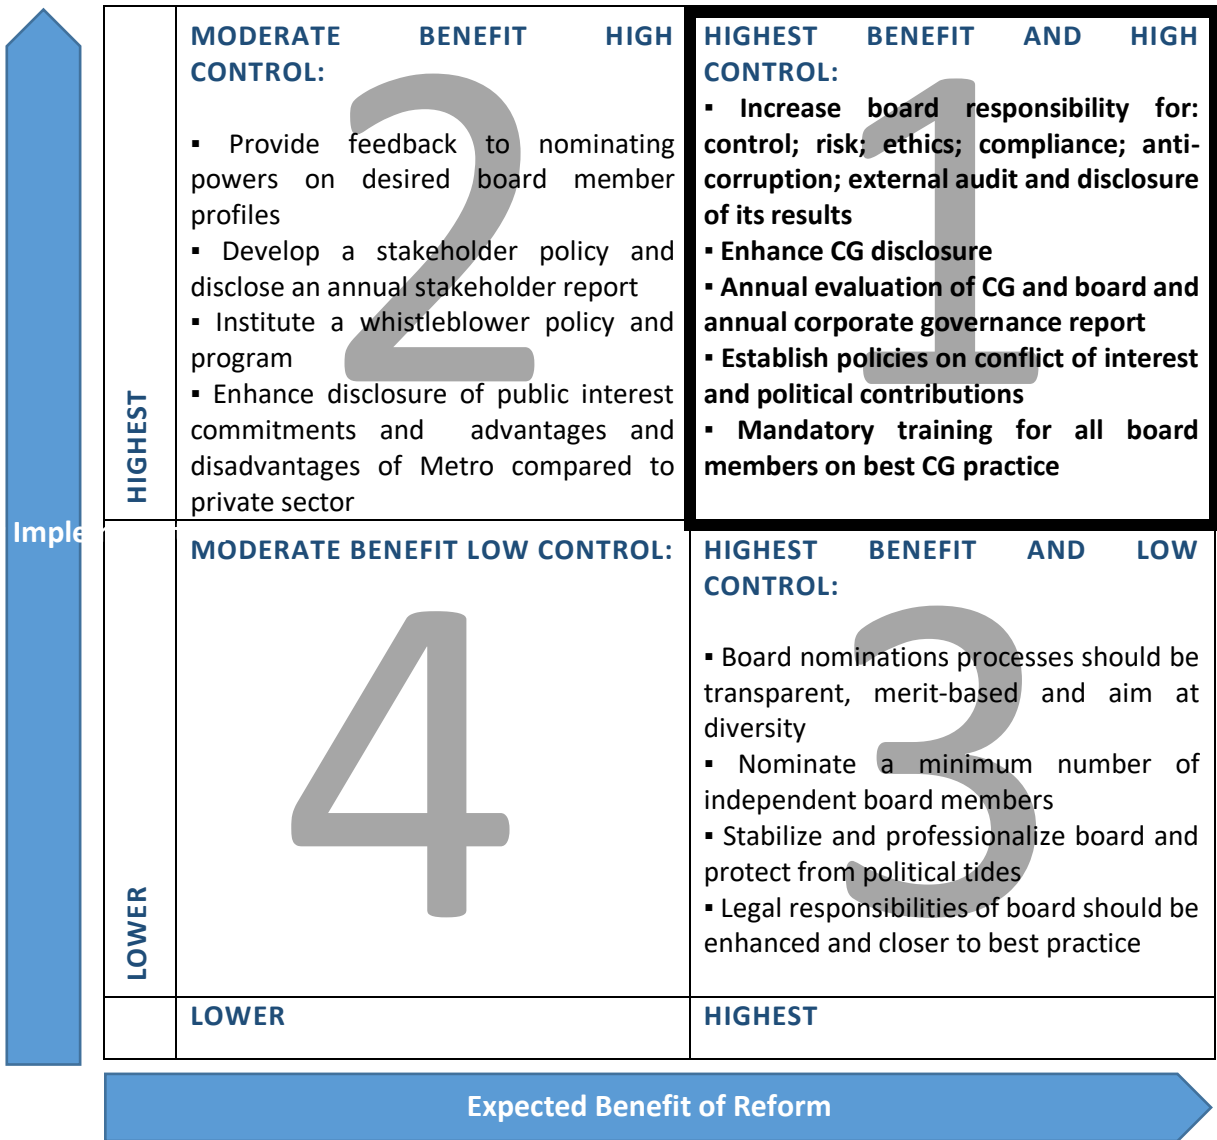 MODERATE BENEFIT HIGH
CONTROL:
2
▪ Provide feedback to nominating
powers on desired board member
profiles
▪ Develop a stakeholder policy and
disclose an annual stakeholder report
▪ Institute a whistleblower policy and
program
▪ Enhance disclosure of public interest
commitments and advantages and
disadvantages of Metro compared to
private sector
HIGHEST BENEFIT AND HIGH
CONTROL:
1
▪ Increase board responsibility for:
control; risk; ethics; compliance; anti-
corruption; external audit and disclosure
of its results
▪ Enhance CG disclosure
▪ Annual evaluation of CG and board and
annual corporate governance report
▪ Establish policies on conflict of interest
and political contributions
▪ Mandatory training for all board
members on best CG practice
HIGHEST
MODERATE BENEFIT LOW CONTROL:
4
HIGHEST BENEFIT AND LOW
CONTROL:
3
▪ Board nominations processes should be
transparent, merit-based and aim at
diversity
▪ Nominate a minimum number of
independent board members
▪ Stabilize and professionalize board and
protect from political tides
▪ Legal responsibilities of board should be
enhanced and closer to best practice
LOWER
LOWER
HIGHEST
Expected Benefit of Reform